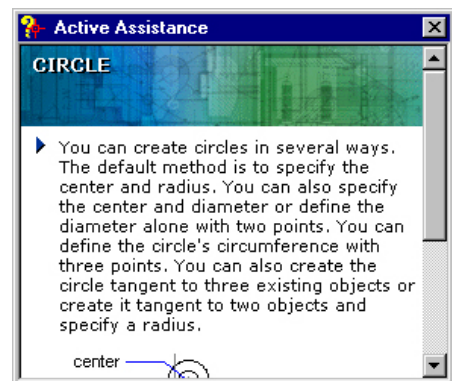 Active Assistance
CIRCLE
You can create circles in several ways.
The default method is to specify the
center and radius. You can also specify
the center and diameter or define the
diameter alone with two points. You can
define the circle's circumference with
three points. You can also create the
circle tangent to three existing objects or
create it tangent to two objects and
specify a radius.
center